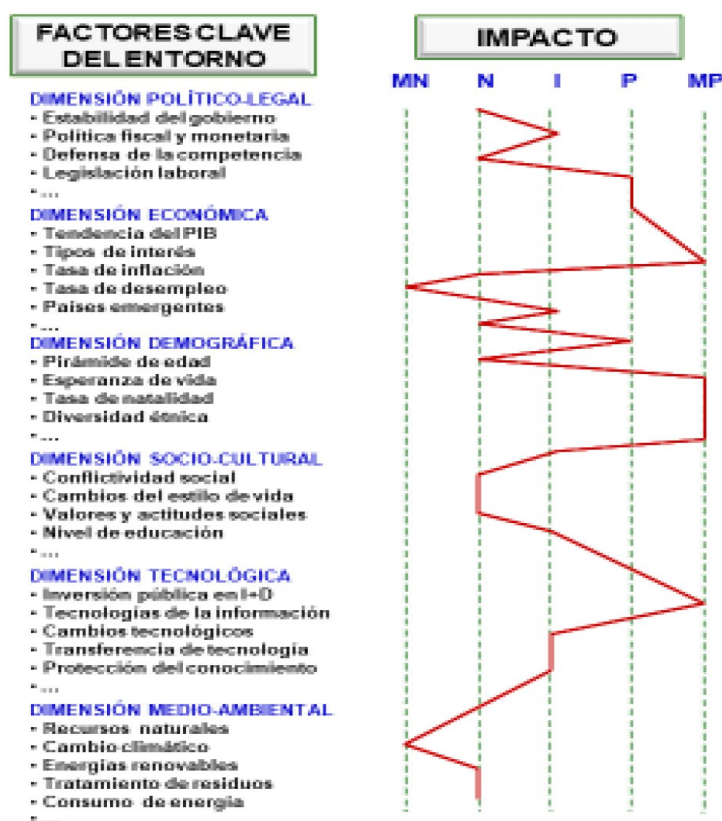 FACTORES CLAVE
DEL ENTORNO
IMPACTO
MN N I P MP
DIMENSIÓN POLÍTICO-LEGAL
- Estabilidad del gobierno
- Política fiscal y monetaria
- Defensa de la competencia
- Legislación laboral
- ...
DIMENSIÓN ECONÓMICA
- Tendencia del PIB
- Tipos de interés
- Tasa de inflación
- Tasa de desempleo
- Países emergentes
- ...
DIMENSIÓN DEMOGRÁFICA
- Pirámide de edad
- Esperanza de vida
- Tasa de natalidad
- Diversidad étnica
- ...
DIMENSIÓN SOCIO-CULTURAL
- Conflictividad social
- Cambios del estilo de vida
- Valores y actitudes sociales
- Nivel de educación
- ...
DIMENSIÓN TECNOLÓGICA
- Inversión pública en I+D
- Tecnologías de la información
- Cambios tecnológicos
- Transferencia de tecnología
- Protección del conocimiento
- ...
DIMENSIÓN MEDIO-AMBIENTAL
- Recursos naturales
- Cambio climático
- Energías renovables
- Tratamiento de residuos
- Consumo de energía
- ...